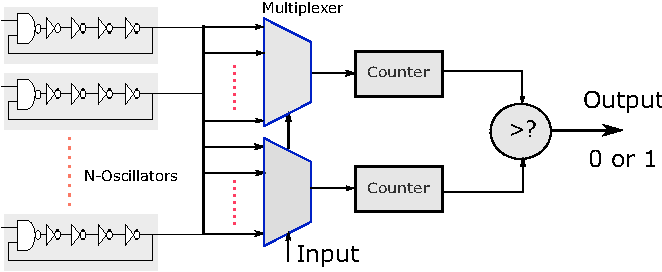 Multiplexer
Counter
Output
>?
0 or 1
N-Oscillators
Counter
Input